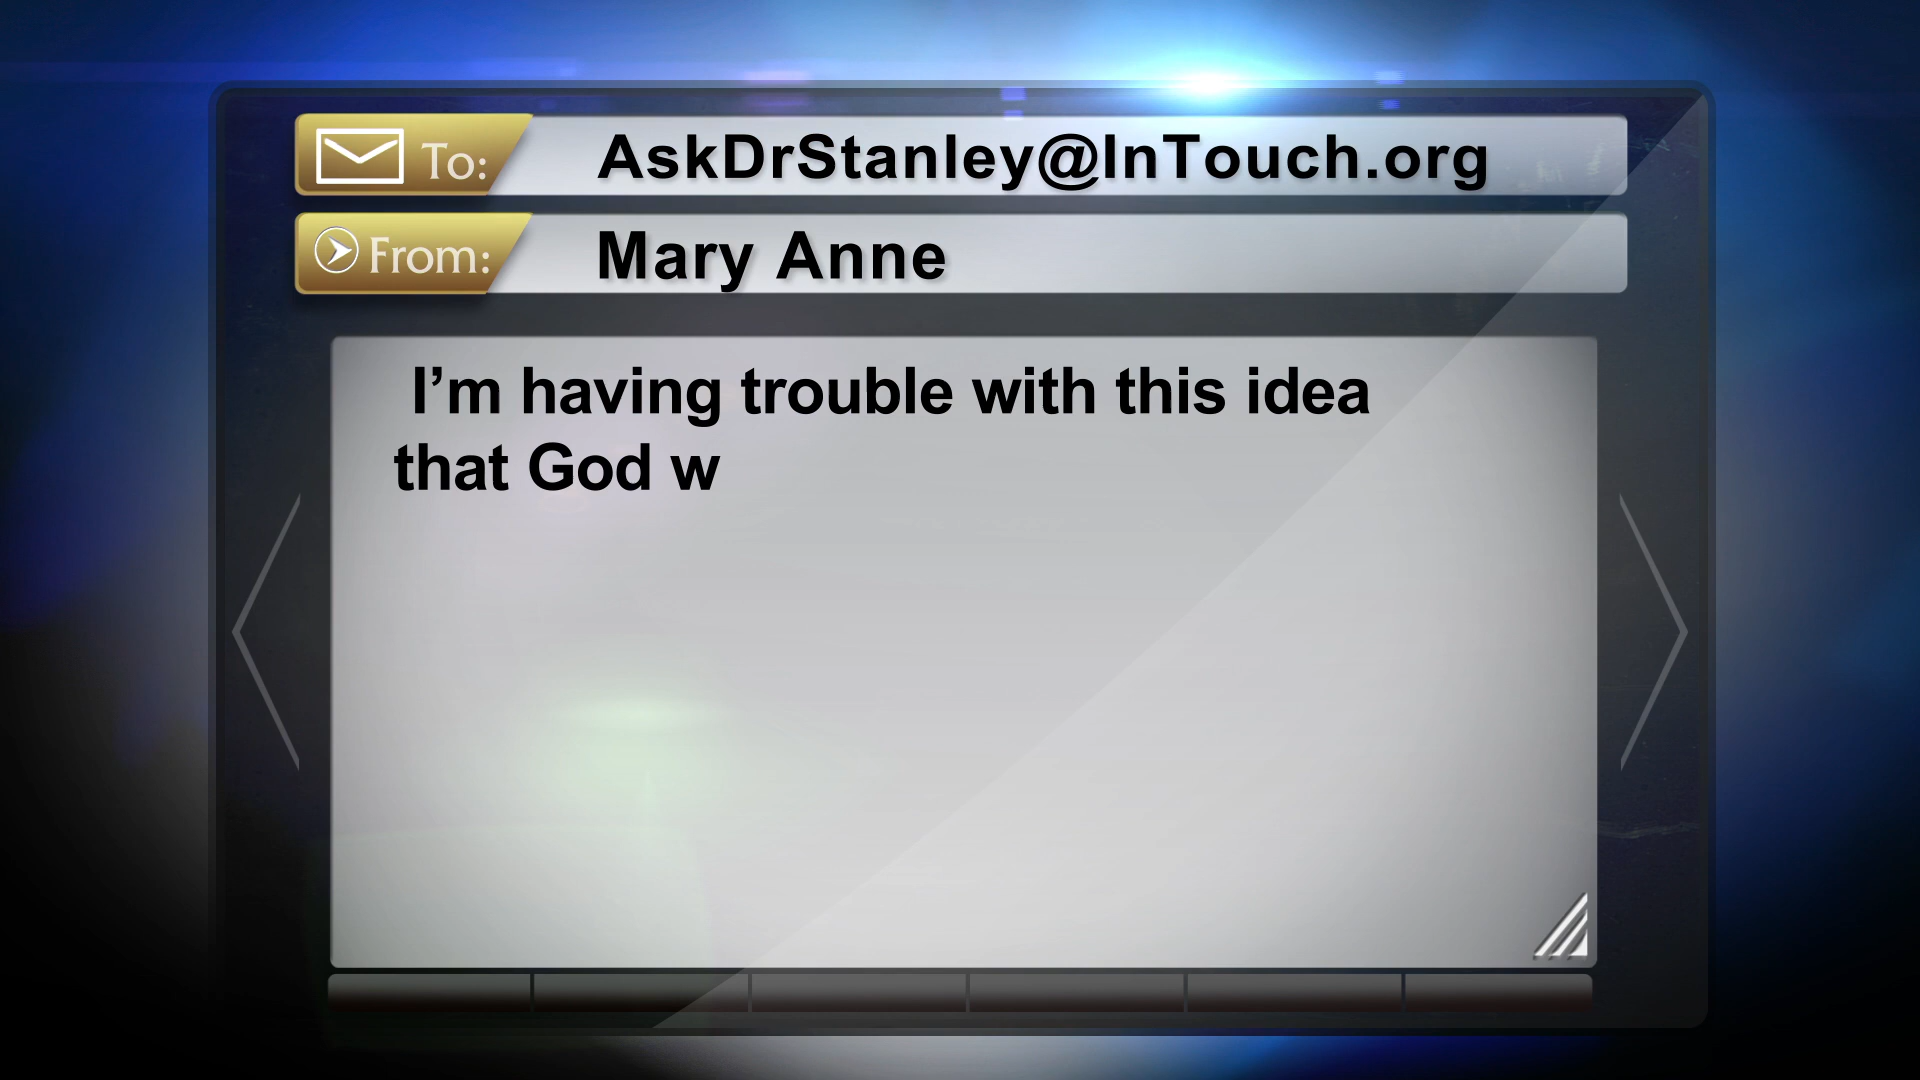 To: AskDrStanley@InTouch.org
From: Mary Anne
I’m having trouble with this idea
that God w